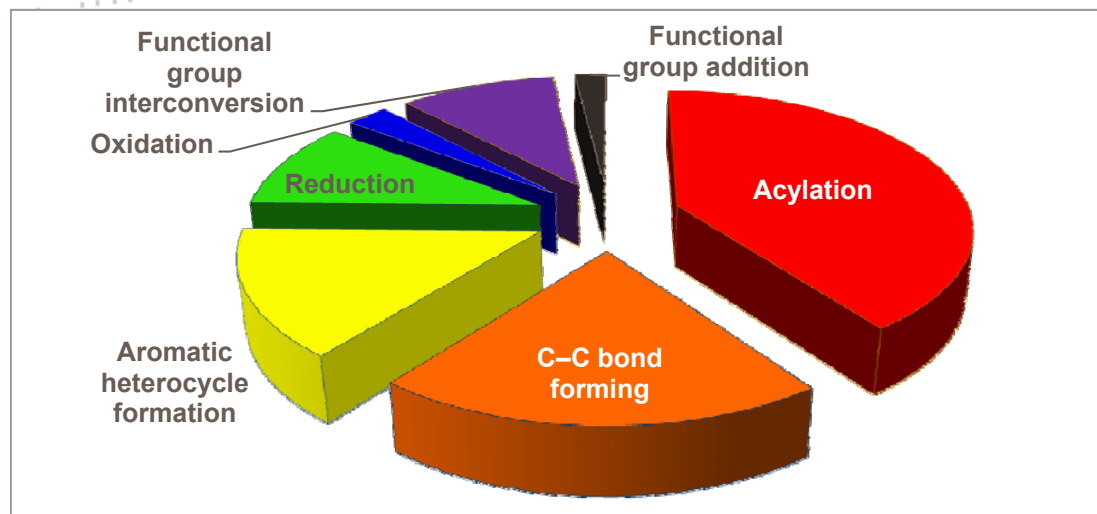 Functional
group
interconversion
Oxidation
Reduction
Aromatic
heterocycle
formation
C–C bond
forming
Functional
group addition
Acylation